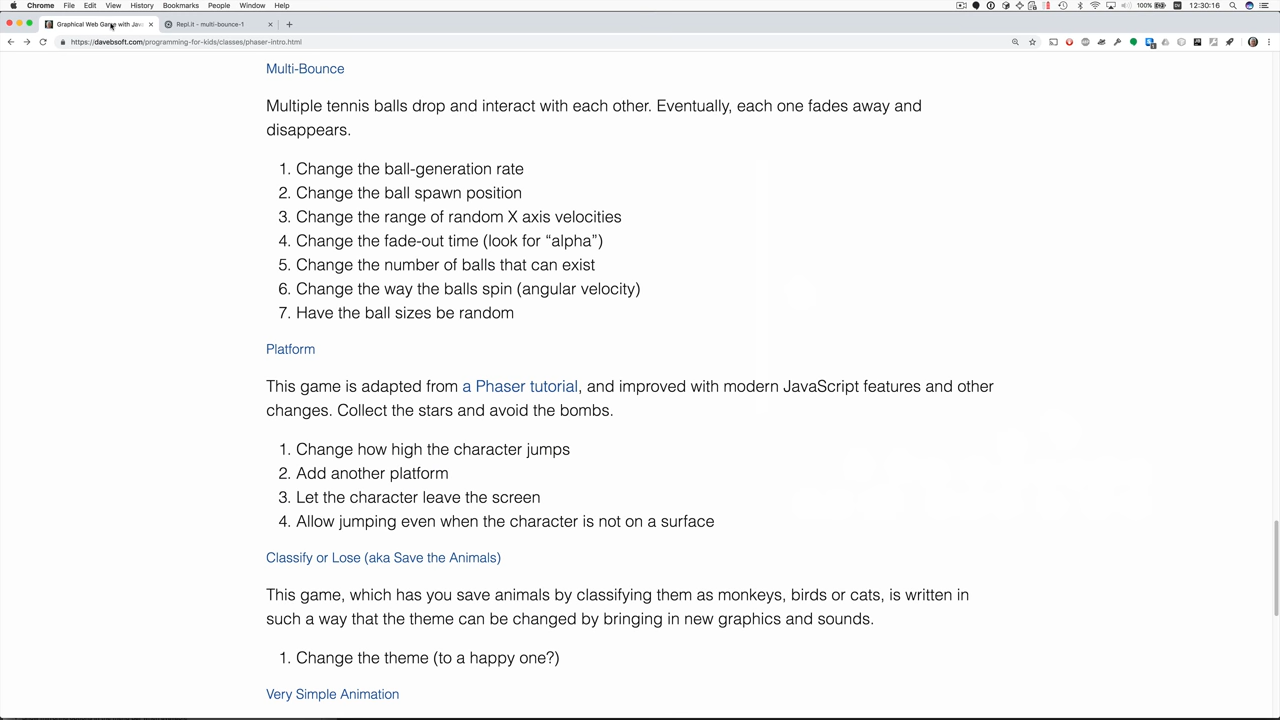 Chrome File Edit View History Bookmarks People Window Help 100% 12:30:16
Graphical Web Game with Jav
Repl.it - multi-bounce-1
https://davebsoft.com/programming-for-kids/classes/phaser-intro.html
Multi-Bounce
Multiple tennis balls drop and interact with each other. Eventually, each one fades away and
disappears.
1. Change the ball-generation rate
2. Change the ball spawn position
3. Change the range of random X axis velocities
4. Change the fade-out time (look for “alpha”)
5. Change the number of balls that can exist
6. Change the way the balls spin (angular velocity)
7. Have the ball sizes be random
Platform
This game is adapted from a Phaser tutorial, and improved with modern JavaScript features and other
changes. Collect the stars and avoid the bombs.
1. Change how high the character jumps
2. Add another platform
3. Let the character leave the screen
4. Allow jumping even when the character is not on a surface
Classify or Lose (aka Save the Animals)
This game, which has you save animals by classifying them as monkeys, birds or cats, is written in
such a way that the theme can be changed by bringing in new graphics and sounds.
1. Change the theme (to a happy one?)
Very Simple Animation